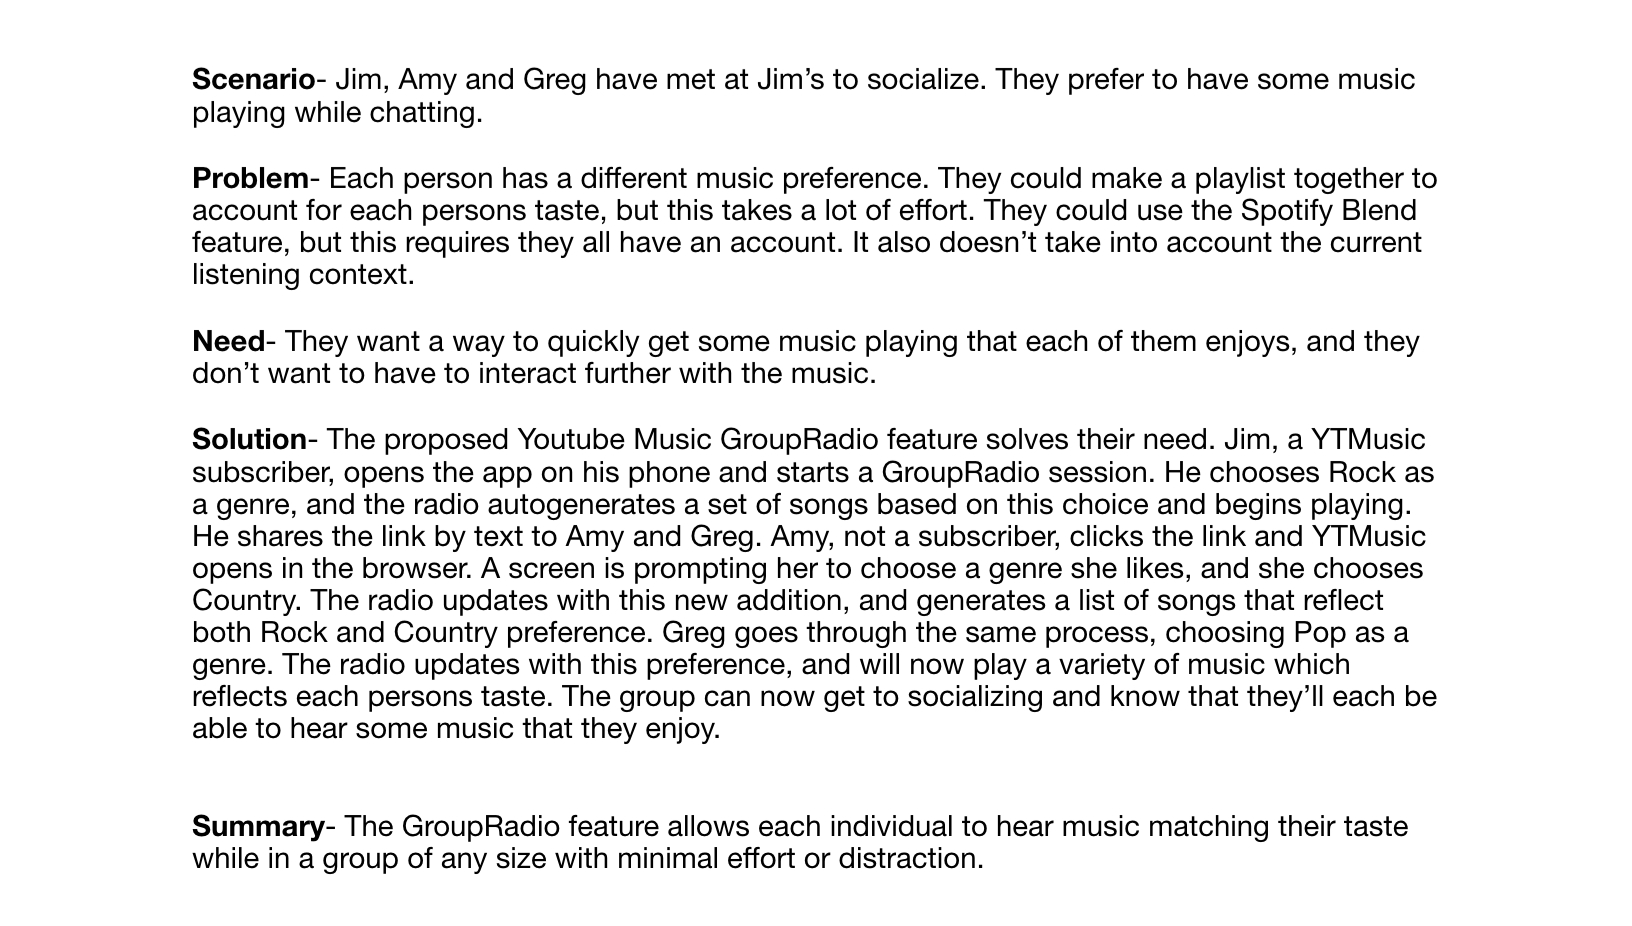 Scenario- Jim, Amy and Greg have met at Jim’s to socialize. They prefer to have some music
playing while chatting.
Problem- Each person has a different music preference. They could make a playlist together to
account for each persons taste, but this takes a lot of effort. They could use the Spotify Blend
feature, but this requires they all have an account. It also doesn’t take into account the current
listening context.
Need- They want a way to quickly get some music playing that each of them enjoys, and they
don’t want to have to interact further with the music.
Solution- The proposed Youtube Music GroupRadio feature solves their need. Jim, a YTMusic
subscriber, opens the app on his phone and starts a GroupRadio session. He chooses Rock as
a genre, and the radio autogenerates a set of songs based on this choice and begins playing.
He shares the link by text to Amy and Greg. Amy, not a subscriber, clicks the link and YTMusic
opens in the browser. A screen is prompting her to choose a genre she likes, and she chooses
Country. The radio updates with this new addition, and generates a list of songs that reflect
both Rock and Country preference. Greg goes through the same process, choosing Pop as a
genre. The radio updates with this preference, and will now play a variety of music which
reflects each persons taste. The group can now get to socializing and know that they’ll each be
able to hear some music that they enjoy.
Summary- The GroupRadio feature allows each individual to hear music matching their taste
while in a group of any size with minimal effort or distraction.